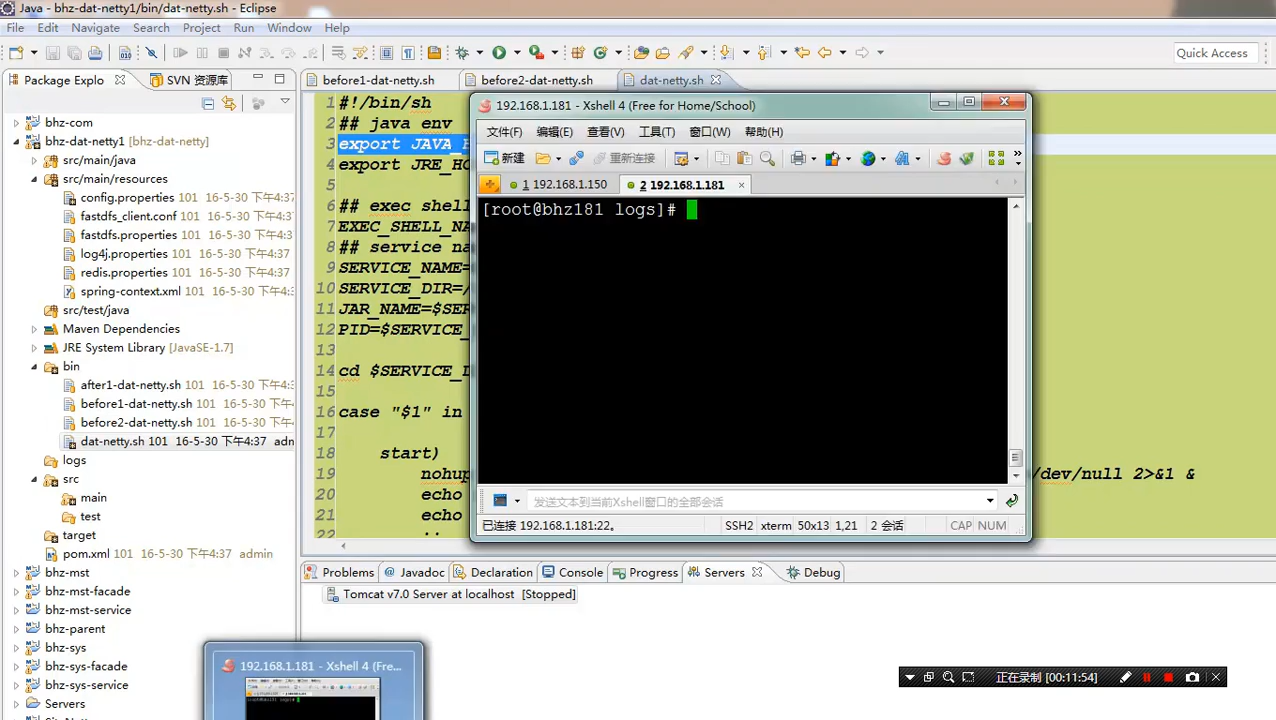 Java - bhz-dat-netty1/bin/dat-netty.sh - Eclipse
File Edit Navigate Search Project Run Window Help
Quick Access
Package Explo SVN 资源库
before1-dat-netty.sh before2-dat-netty.sh dat-netty.sh
bhz-com
bhz-dat-netty1 [bhz-dat-netty]
src/main/java
src/main/resources
config.properties 101 16-5-30 下午4:37
fastdfs_client.conf 101 16-5-30 下午
fastdfs.properties 101 16-5-30 下午4:
log4j.properties 101 16-5-30 下午4:3
redis.properties 101 16-5-30 下午4:37
spring-context.xml 101 16-5-30 下午
src/test/java
Maven Dependencies
JRE System Library [JavaSE-1.7]
bin
after1-dat-netty.sh 101 16-5-30 下午4:
before1-dat-netty.sh 101 16-5-30 下午
before2-dat-netty.sh 101 16-5-30 下午
dat-netty.sh 101 16-5-30 下午4:37 adm
logs
src
main
test
target
pom.xml 101 16-5-30 下午4:37 admin
bhz-mst
bhz-mst-facade
bhz-mst-service
bhz-parent
bhz-sys
bhz-sys-facade
bhz-sys-service
Servers
1 #!/bin/sh
2 ## java env
3 export JAVA_
4 export JRE_HO
5
6 ## exec shell
7 EXEC_SHELL_NA
8 ## service na
9 SERVICE_NAME=
10 SERVICE_DIR=/
11 JAR_NAME=$SER
12 PID=$SERVICE_
13
14 cd $SERVICE_D
15
16 case "$1" in
17
18 start)
19 nohup /dev/null 2>&1 &
20 echo
21 echo
22 ;;
192.168.1.181 - Xshell 4 (Free for Home/School)
文件(F) 编辑(E) 查看(V) 工具(T) 窗口(W) 帮助(H)
新建 重新连接
1 192.168.1.150 2 192.168.1.181
[root@bhz181 logs]#
发送文本到当前Xshell窗口的全部会话
已连接 192.168.1.181:22。 SSH2 xterm 50x13 1,21 2 会话 CAP NUM
Problems Javadoc Declaration Console Progress Servers Debug
Tomcat v7.0 Server at localhost [Stopped]
192.168.1.181 - Xshell 4 (Fre...
正在录制 [00:11:54]